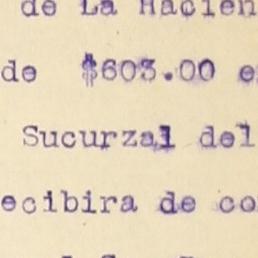 de La Hacien
de $603.00 e
Sucurzal del
ecibira de co